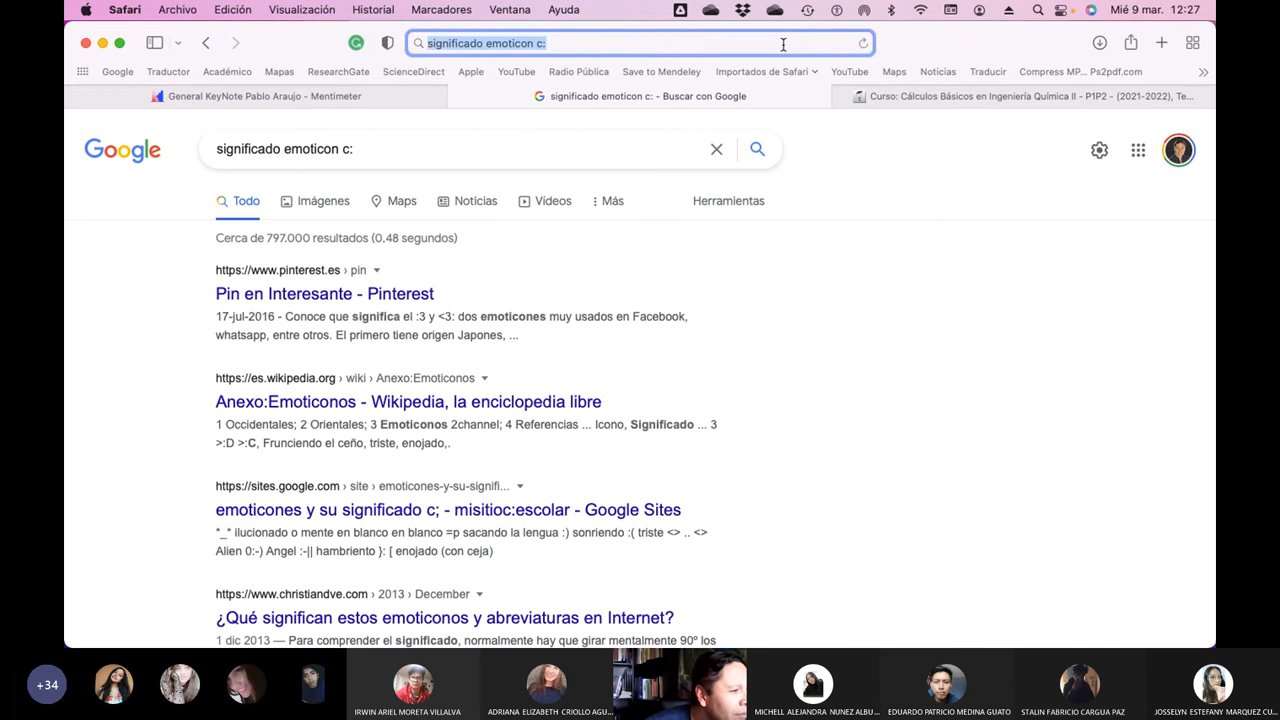 Safari Archivo Edición Visualización Historial Marcadores Ventana Ayuda Mié 9 mar. 12:27
significado emoticon c:
Google Traductor Académico Mapas ResearchGate ScienceDirect Apple YouTube Radio Pública Save to Mendeley Importados de Safari YouTube Maps Noticias Traducir Compress MP... Ps2pdf.com
General KeyNote Pablo Araujo - Mentimeter
significado emoticon c: - Buscar con Google
Curso: Cálculos Básicos en Ingeniería Química II - P1P2 - (2021-2022), Te...
Google
significado emoticon c:
Todo Imágenes Maps Noticias Vídeos Más Herramientas
Cerca de 797.000 resultados (0,48 segundos)
https://www.pinterest.es › pin
Pin en Interesante - Pinterest
17-jul-2016 - Conoce que significa el :3 y <3: dos emoticones muy usados en Facebook,
whatsapp, entre otros. El primero tiene origen Japones, ...
https://es.wikipedia.org › wiki › Anexo:Emoticonos
Anexo:Emoticonos - Wikipedia, la enciclopedia libre
1 Occidentales; 2 Orientales; 3 Emoticonos 2channel; 4 Referencias ... Icono, Significado ... 3
>:D >:C, Frunciendo el ceño, triste, enojado,.
https://sites.google.com › site › emoticones-y-su-signifi...
emoticones y su significado c; - misitioc:escolar - Google Sites
*_* ilucionado o mente en blanco en blanco =p sacando la lengua :) sonriendo :( triste <> .. <>
Alien 0:-) Angel :-|| hambriento }: [ enojado (con ceja)
https://www.christiandve.com › 2013 › December
¿Qué significan estos emoticonos y abreviaturas en Internet?
1 dic 2013 — Para comprender el significado, normalmente hay que girar mentalmente 90º los
+34
IRWIN ARIEL MORETA VILLALVA
ADRIANA ELIZABETH CRIOLLO AGU...
MICHELL ALEJANDRA NUNEZ ALBU...
EDUARDO PATRICIO MEDINA GUATO
STALIN FABRICIO CARGUA PAZ
JOSSELYN ESTEFANY MARQUEZ CU...